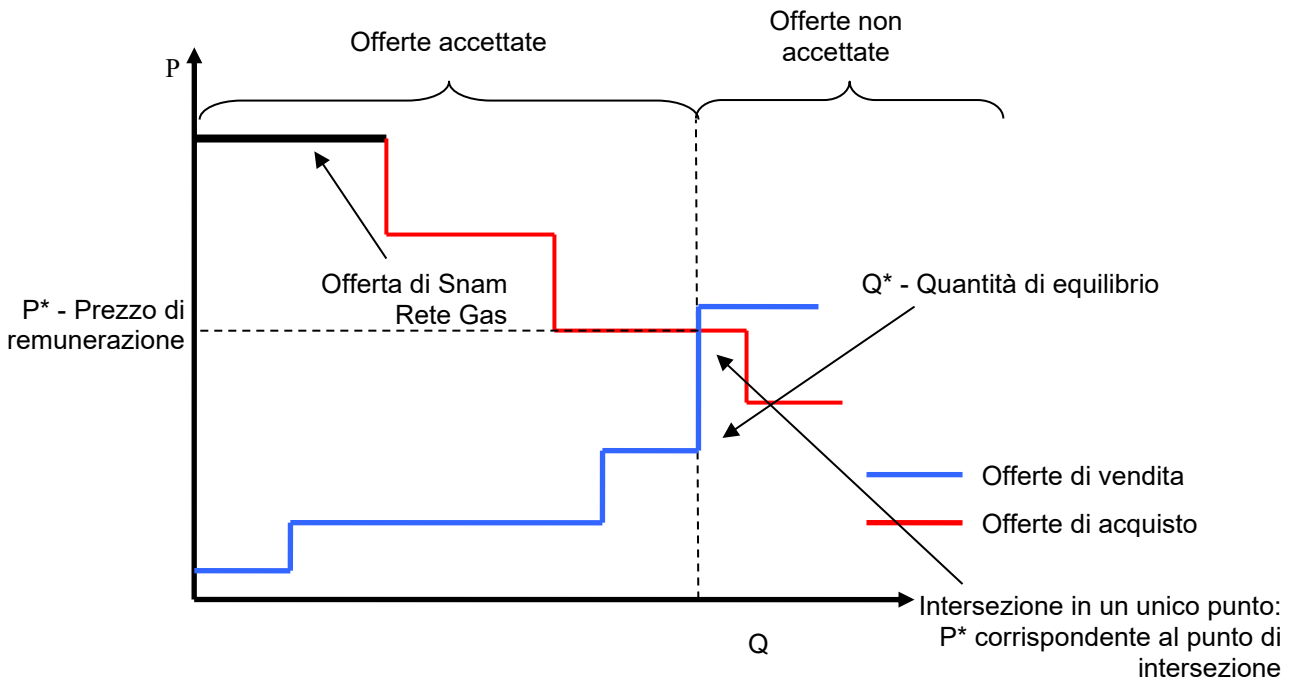 Offerte accettate
Offerte non
accettate
P
Offerta di Snam
Rete Gas
Q* - Quantità di equilibrio
P* - Prezzo di
remunerazione
Offerte di vendita
Offerte di acquisto
Intersezione in un unico punto:
P* corrispondente al punto di
intersezione
Q